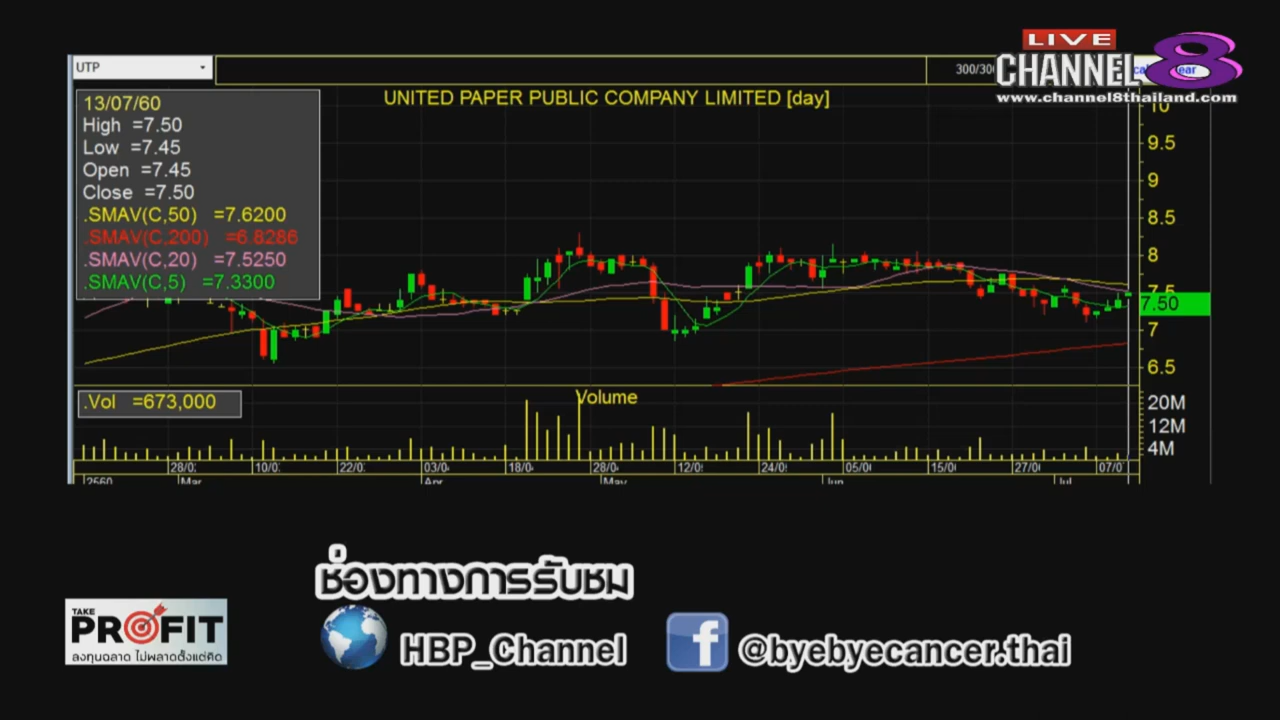 LIVE
CHANNEL 8
www.channel8thailand.com
UTP
300/300
UNITED PAPER PUBLIC COMPANY LIMITED [day]
13/07/60
High =7.50
Low =7.45
Open =7.45
Close =7.50
.SMAV(C,50) =7.6200
.SMAV(C,200) =6.8286
.SMAV(C,20) =7.5250
.SMAV(C,5) =7.3300
10
9.5
9
8.5
8
7.5
7.50
7
6.5
.Vol =673,000
Volume
20M
12M
4M
28/0 10/0 22/0 03/0 18/0 28/0 12/0 24/0 05/0 15/0 27/0 07/0
2560 Mar Apr May Jun Jul
ช่องทางการรับชม
TAKE
PROFIT
ลงทุนฉลาด ไม่พลาดตั้งแต่คิด
HBP_Channel
@byebyecancer.thai